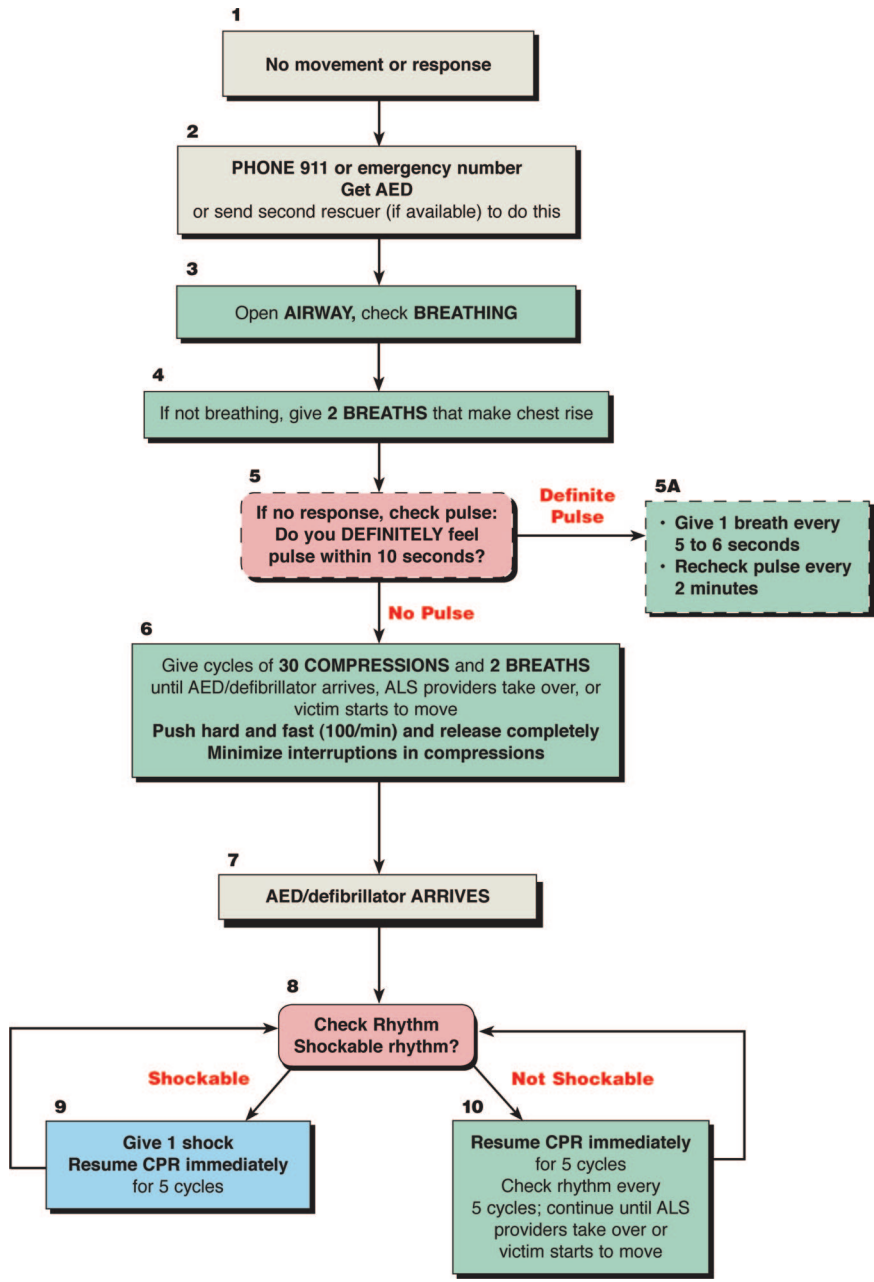 1
No movement or response
2
PHONE 911 or emergency number
Get AED
or send second rescuer (if available) to do this
3
Open AIRWAY, check BREATHING
4
If not breathing, give 2 BREATHS that make chest rise
5
If no response, check pulse:
Do you DEFINITELY feel
pulse within 10 seconds?
Definite
Pulse
5A
· Give 1 breath every
5 to 6 seconds
· Recheck pulse every
2 minutes
No Pulse
6
Give cycles of 30 COMPRESSIONS and 2 BREATHS
until AED/defibrillator arrives, ALS providers take over, or
victim starts to move
Push hard and fast (100/min) and release completely
Minimize interruptions in compressions
7
AED/defibrillator ARRIVES
8
Check Rhythm
Shockable rhythm?
Shockable
Not Shockable
9
Give 1 shock
Resume CPR immediately
for 5 cycles
10
Resume CPR immediately
for 5 cycles
Check rhythm every
5 cycles; continue until ALS
providers take over or
victim starts to move